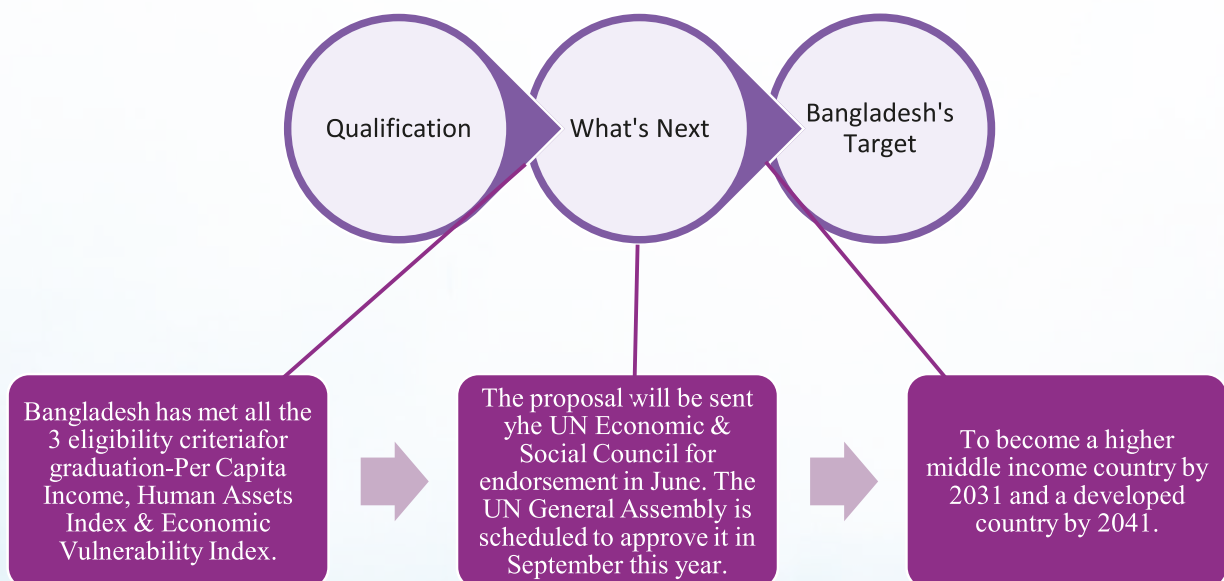 Qualification
What's Next
Bangladesh's
Target
Bangladesh has met all the
3 eligibility criteriafor
graduation-Per Capita
Income, Human Assets
Index & Economic
Vulnerability Index.
The proposal will be sent
yhe UN Economic &
Social Council for
endorsement in June. The
UN General Assembly is
scheduled to approve it in
September this year.
To become a higher
middle income country by
2031 and a developed
country by 2041.